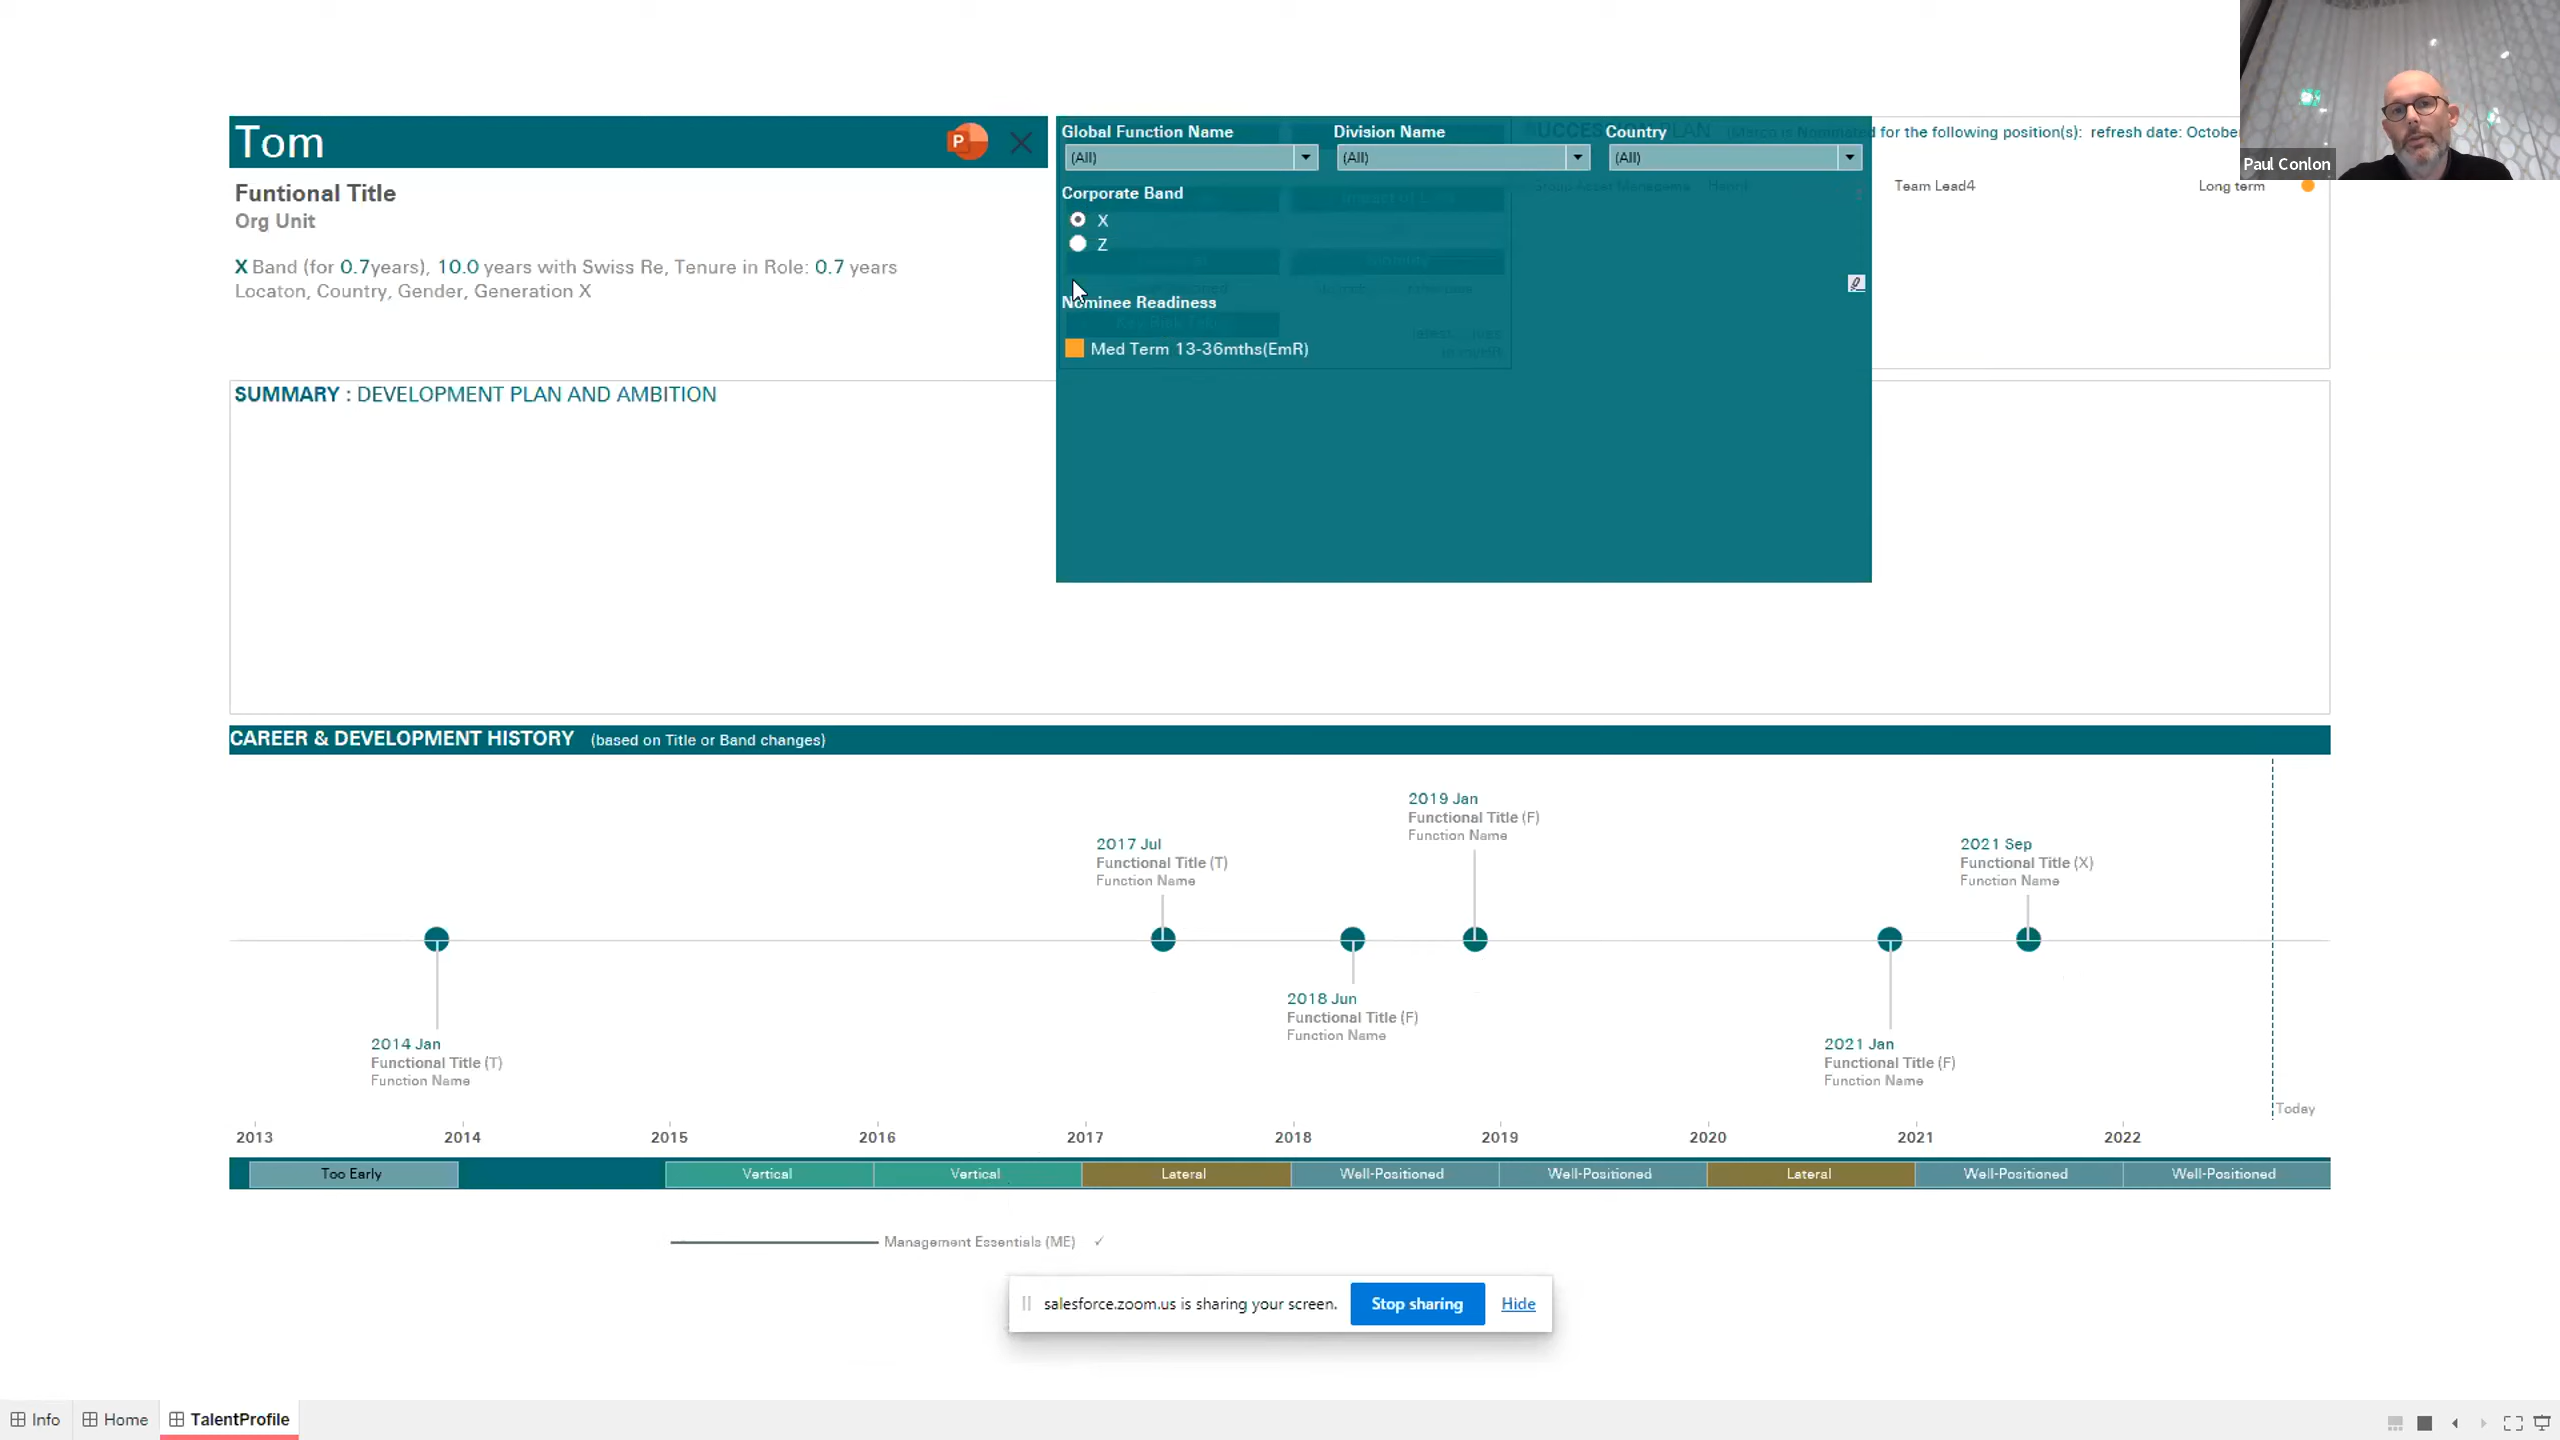 Tom
Funtional Title
Org Unit
X Band (for 0.7years), 10.0 years with Swiss Re, Tenure in Role: 0.7 years
Locaton, Country, Gender, Generation X
Global Function Name
(All)
Division Name
(All)
Country
(All)
Corporate Band
X
Z
Nominee Readiness
Med Term 13-36mths(EmR)
PLAN
is Nominated for the following position(s): refresh date: October
Team Lead4
Long term
Paul Conlon
SUMMARY : DEVELOPMENT PLAN AND AMBITION
CAREER & DEVELOPMENT HISTORY (based on Title or Band changes)
2014 Jan
Functional Title (T)
Function Name
2017 Jul
Functional Title (T)
Function Name
2018 Jun
Functional Title (F)
Function Name
2019 Jan
Functional Title (F)
Function Name
2021 Jan
Functional Title (F)
Function Name
2021 Sep
Functional Title (X)
Function Name
Today
2013 2014 2015 2016 2017 2018 2019 2020 2021 2022
Too Early Vertical Vertical Lateral Well-Positioned Well-Positioned Lateral Well-Positioned Well-Positioned
Management Essentials (ME) ✓
salesforce.zoom.us is sharing your screen. Stop sharing Hide
Info Home TalentProfile